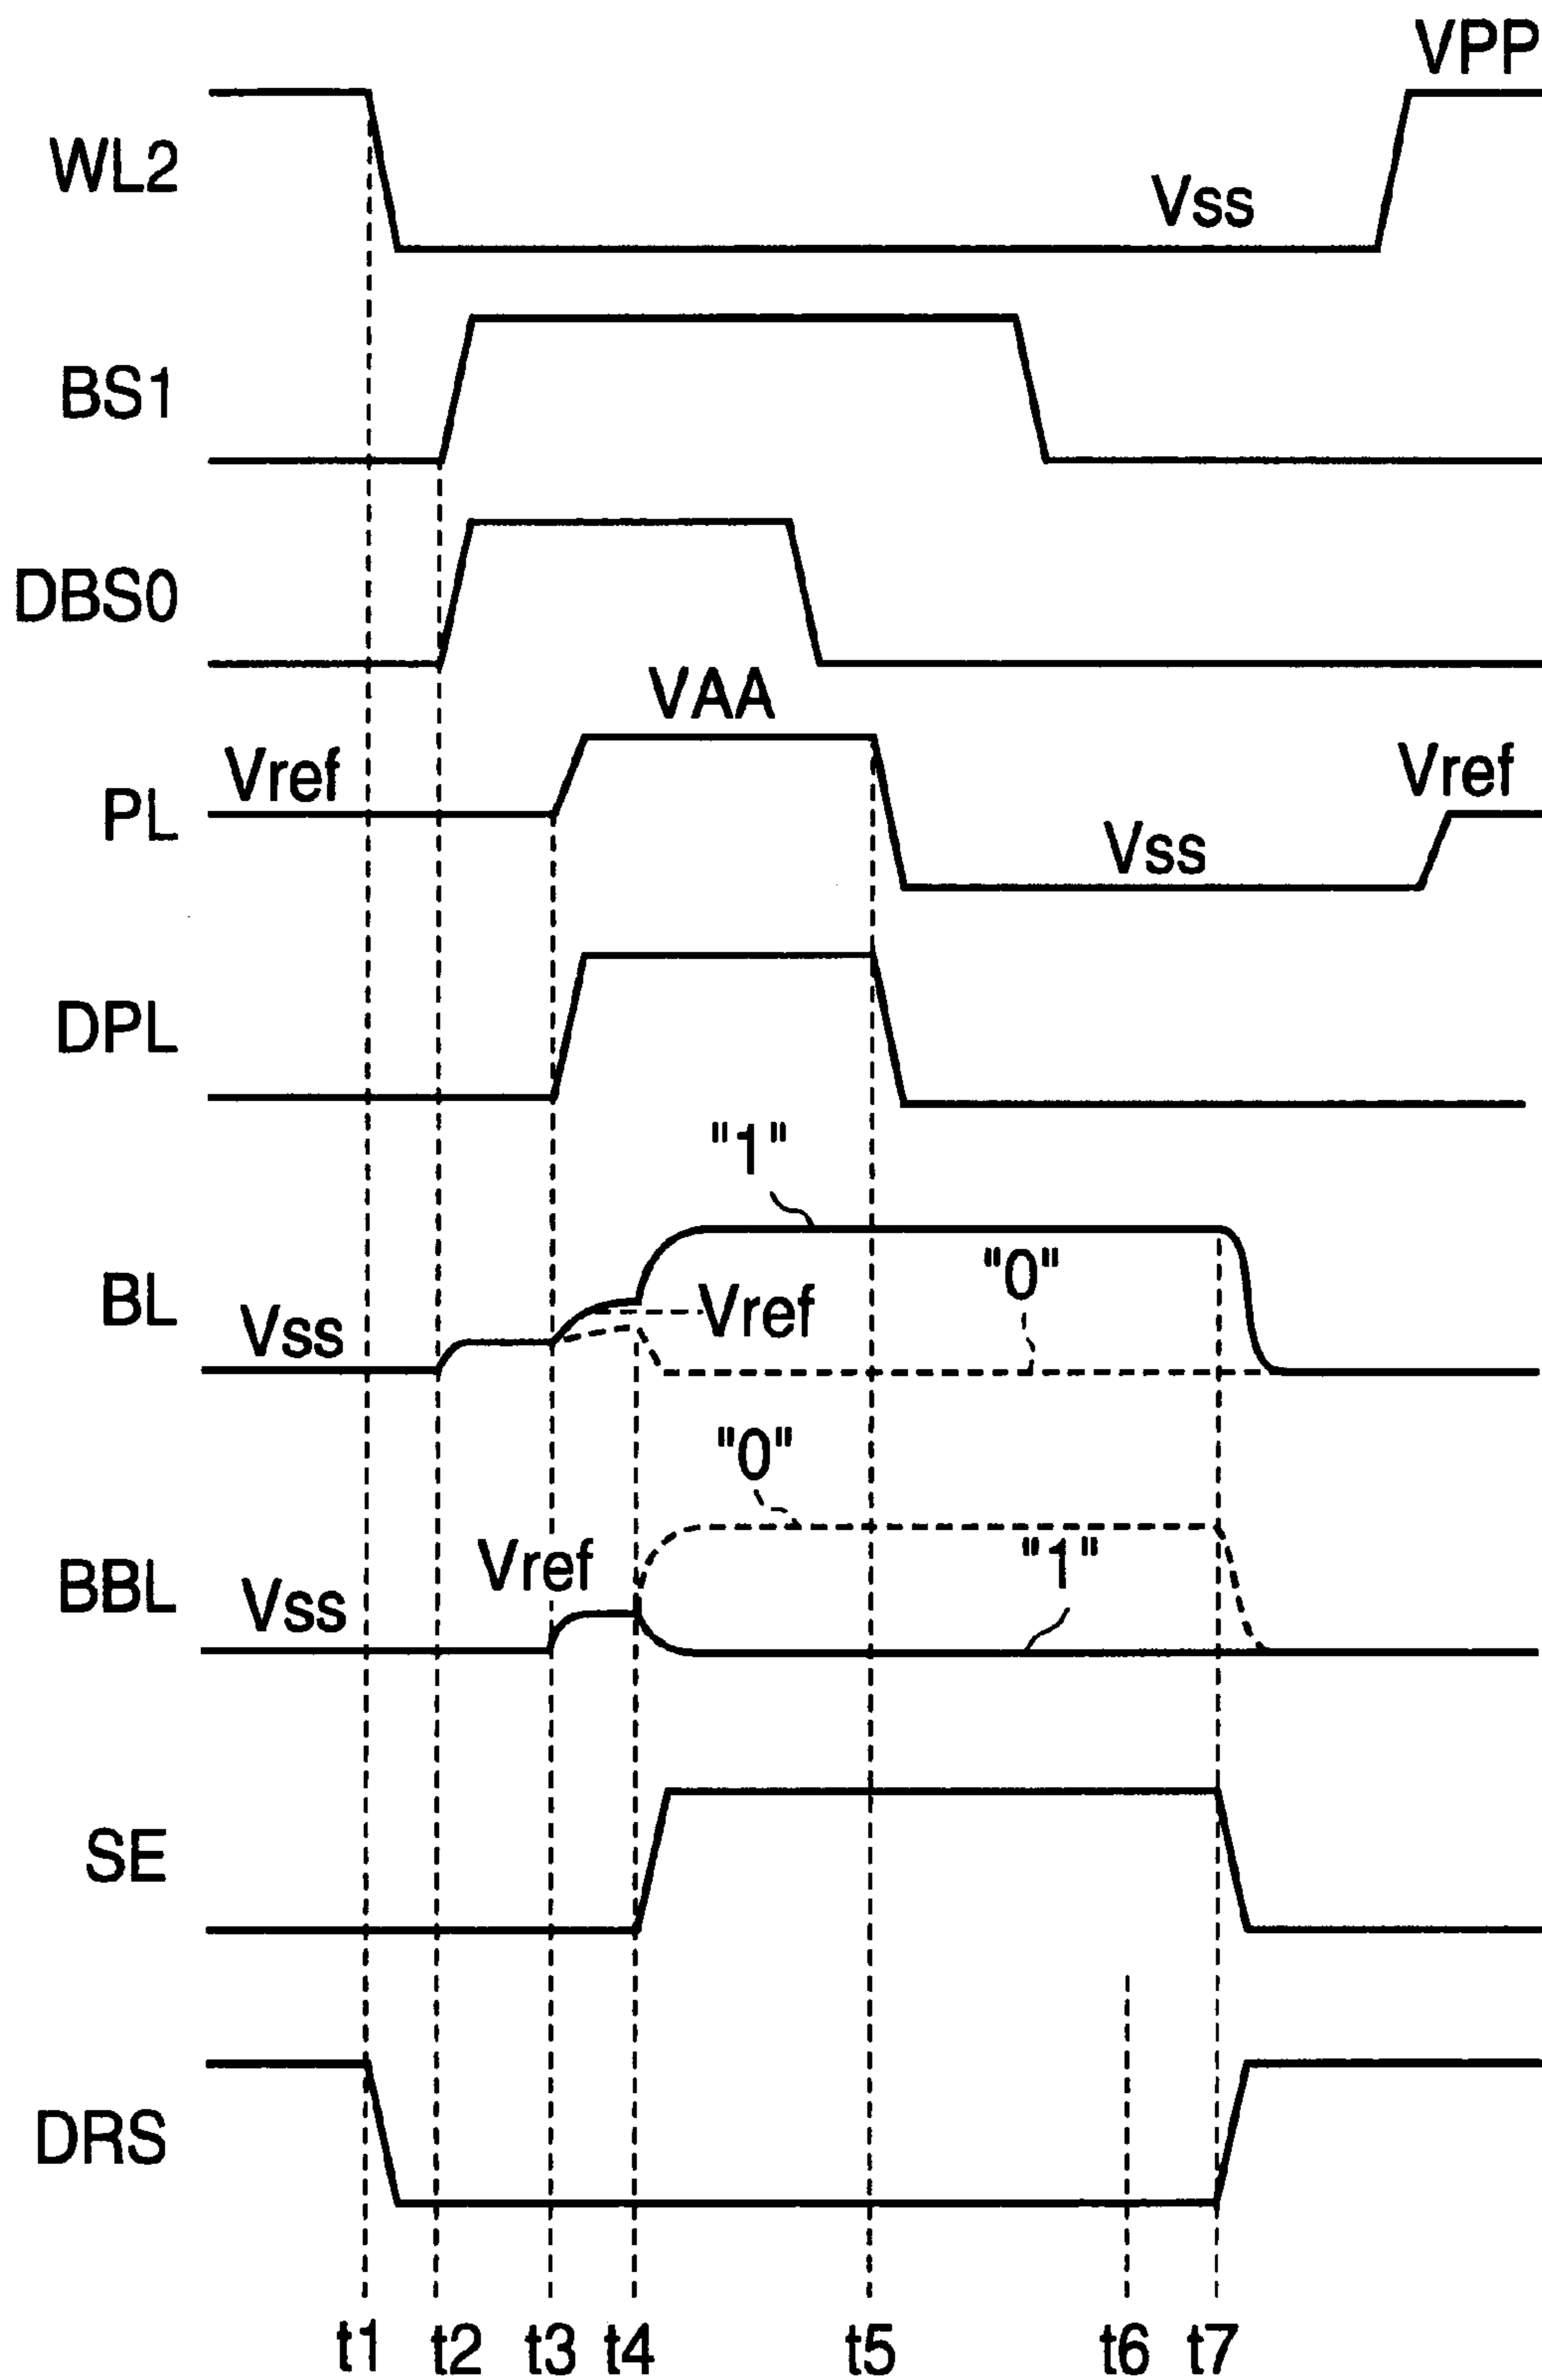 VPP
WL2
Vss
BS1
DBS0
VAA
Vref
Vref
PL
Vss
DPL
"1"
"0"
BL
Vref
Vss
"0"
Vref
"1"
BBL
Vss
SE
DRS
t1 t2 t3 t4 t5 t6 t7